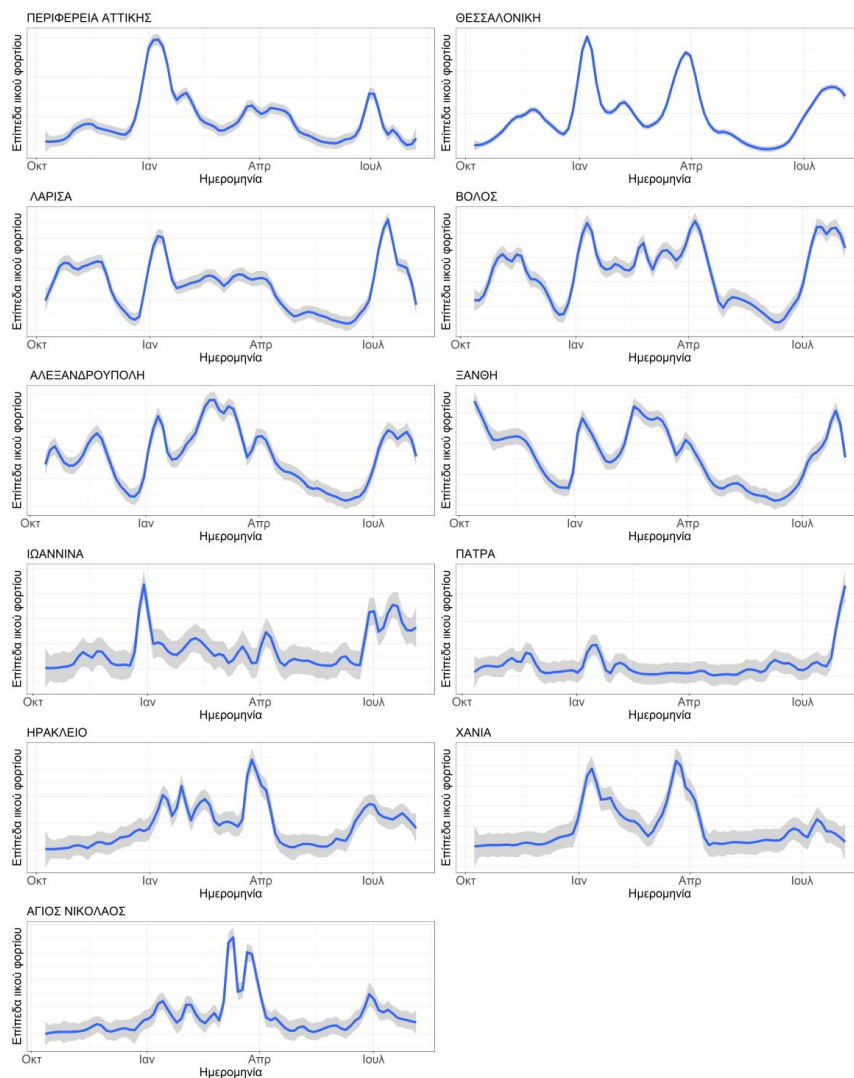 ΠΕΡΙΦΕΡΕΙΑ ΑΤΤΙΚΗΣ
Επίπεδα ιικού φορτίου
Οκτ Ιαν Απρ Ιουλ
Ημερομηνία
ΘΕΣΣΑΛΟΝΙΚΗ
Επίπεδα ιικού φορτίου
Οκτ Ιαν Απρ Ιουλ
Ημερομηνία
ΛΑΡΙΣΑ
Επίπεδα ιικού φορτίου
Οκτ Ιαν Απρ Ιουλ
Ημερομηνία
ΒΟΛΟΣ
Επίπεδα ιικού φορτίου
Οκτ Ιαν Απρ Ιουλ
Ημερομηνία
ΑΛΕΞΑΝΔΡΟΥΠΟΛΗ
Επίπεδα ιικού φορτίου
Οκτ Ιαν Απρ Ιουλ
Ημερομηνία
ΞΑΝΘΗ
Επίπεδα ιικού φορτίου
Οκτ Ιαν Απρ Ιουλ
Ημερομηνία
ΙΩΑΝΝΙΝΑ
Επίπεδα ιικού φορτίου
Οκτ Ιαν Απρ Ιουλ
Ημερομηνία
ΠΑΤΡΑ
Επίπεδα ιικού φορτίου
Οκτ Ιαν Απρ Ιουλ
Ημερομηνία
ΗΡΑΚΛΕΙΟ
Επίπεδα ιικού φορτίου
Οκτ Ιαν Απρ Ιουλ
Ημερομηνία
ΧΑΝΙΑ
Επίπεδα ιικού φορτίου
Οκτ Ιαν Απρ Ιουλ
Ημερομηνία
ΑΓΙΟΣ ΝΙΚΟΛΑΟΣ
Επίπεδα ιικού φορτίου
Οκτ Ιαν Απρ Ιουλ
Ημερομηνία